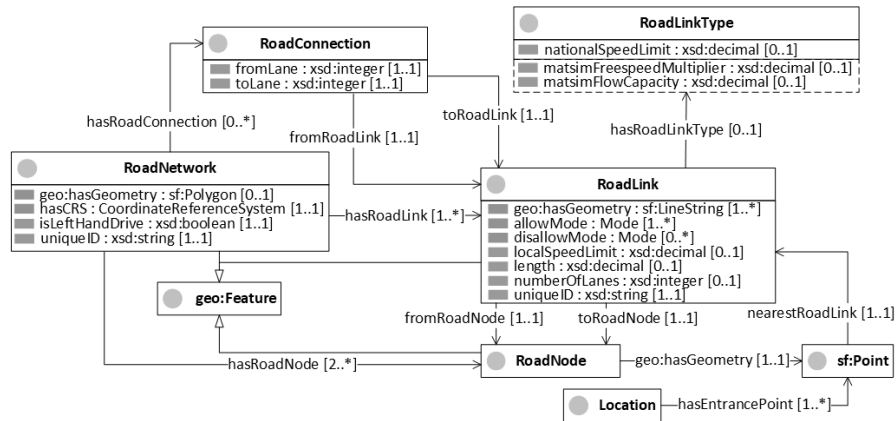 RoadConnection
fromLane : xsd:integer [1..1]
toLane : xsd:integer [1..1]
RoadLinkType
nationalSpeedLimit : xsd:decimal [0..1]
matsimFreespeedMultiplier : xsd:decimal [0..1]
matsimFlowCapacity : xsd:decimal [0..1]
hasRoadConnection [0..*]
fromRoadLink [1..1]
toRoadLink [1..1]
hasRoadLinkType [0..1]
RoadNetwork
geo:hasGeometry : sf:Polygon [0..1]
hasCRS : CoordinateReferenceSystem [1..1]
isLeftHandDrive : xsd:boolean [1..1]
uniqueID : xsd:string [1..1]
hasRoadLink [1..*]
RoadLink
geo:hasGeometry : sf:LineString [1..*]
allowMode : Mode [1..*]
disallowMode : Mode [0..*]
localSpeedLimit : xsd:decimal [0..1]
length : xsd:decimal [0..1]
numberOfLanes : xsd:integer [0..1]
uniqueID : xsd:string [1..1]
geo:Feature
fromRoadNode [1..1]
toRoadNode [1..1]
nearestRoadLink [1..1]
hasRoadNode [2..*]
RoadNode
geo:hasGeometry [1..1]
sf:Point
Location
hasEntrancePoint [1..*]